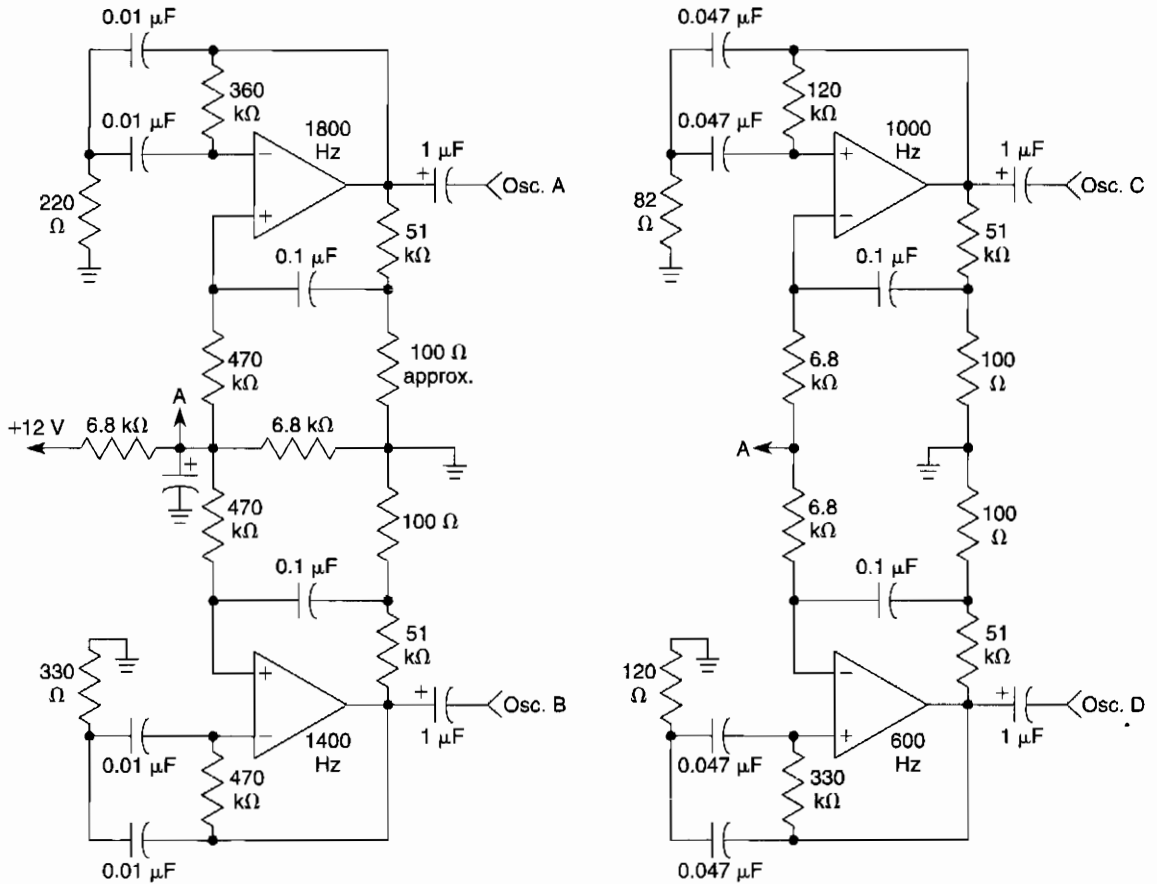 0.01 μF
360
kΩ
0.01 μF
1800
Hz
−
+
220
Ω
1 μF
+
Osc. A
51
kΩ
0.1 μF
470
kΩ
100 Ω
approx.
A
+12 V
6.8 kΩ
6.8 kΩ
+
470
kΩ
100 Ω
0.1 μF
51
kΩ
330
Ω
+
−
1400
Hz
+
1 μF
Osc. B
0.01 μF
470
kΩ
0.01 μF
0.047 μF
120
kΩ
0.047 μF
1000
Hz
+
−
82
Ω
1 μF
+
Osc. C
51
kΩ
0.1 μF
6.8
kΩ
100
Ω
A
6.8
kΩ
100
Ω
0.1 μF
51
kΩ
120
Ω
−
+
600
Hz
+
1 μF
Osc. D
0.047 μF
330
kΩ
0.047 μF